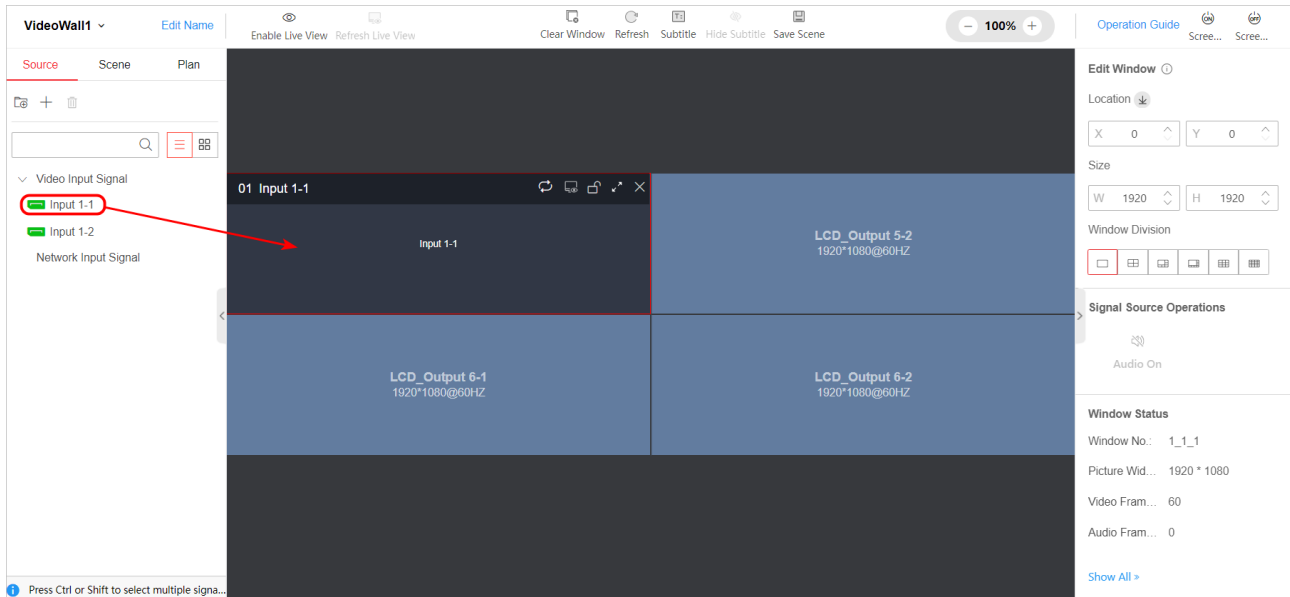 VideoWall1
Edit Name
Enable Live View
Refresh Live View
Clear Window
Refresh
Subtitle
Hide Subtitle
Save Scene
100%
Operation Guide
ON
Scree...
OFF
Scree...
Source
Scene
Plan
Video Input Signal
Input 1-1
Input 1-2
Network Input Signal
Press Ctrl or Shift to select multiple signa...
01 Input 1-1
Input 1-1
LCD_Output 5-2
1920*1080@60HZ
LCD_Output 6-1
1920*1080@60HZ
LCD_Output 6-2
1920*1080@60HZ
Edit Window
Location
X 0
Y 0
Size
W 1920
H 1920
Window Division
Signal Source Operations
Audio On
Window Status
Window No.: 1_1_1
Picture Wid... 1920 * 1080
Video Fram... 60
Audio Fram... 0
Show All »